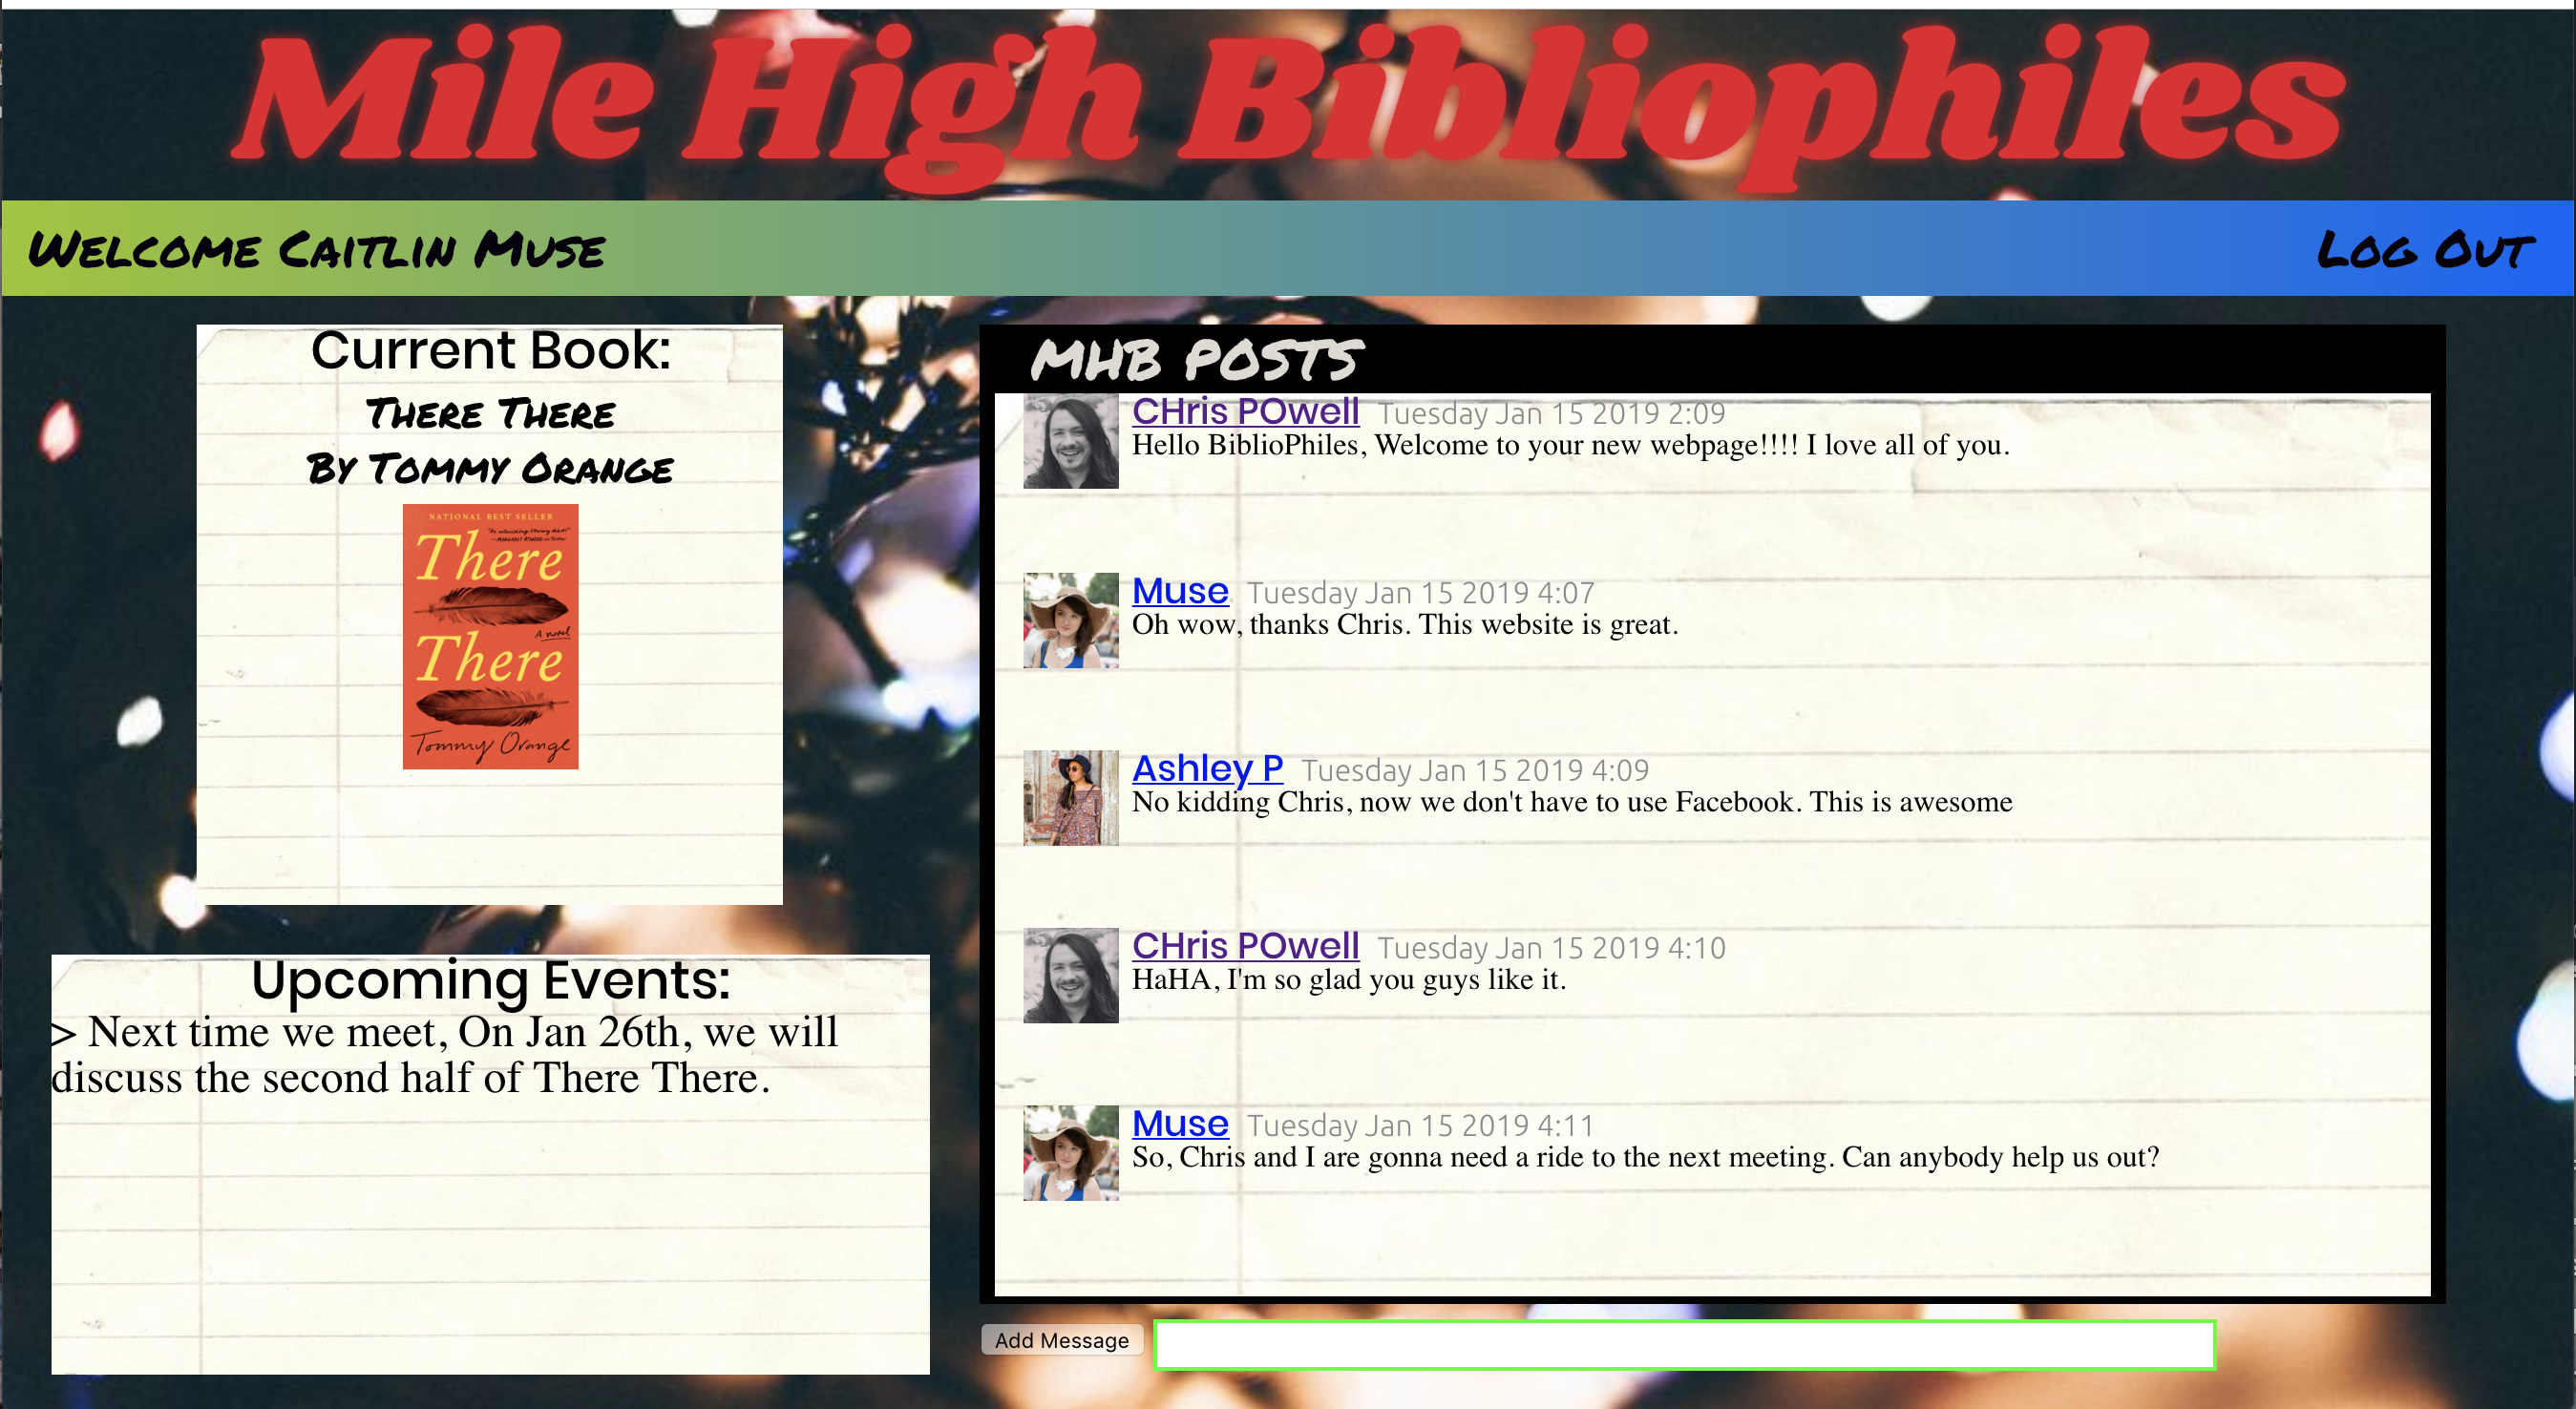 Mile High Bibliophiles
Welcome Caitlin Muse
Log Out
Current Book:
There There
By Tommy Orange
NATIONAL BEST SELLER
There
A novel
There
Tommy Orange
Upcoming Events:
> Next time we meet, On Jan 26th, we will
discuss the second half of There There.
MHB POSTS
CHris POwell Tuesday Jan 15 2019 2:09
Hello BiblioPhiles, Welcome to your new webpage!!!! I love all of you.
Muse Tuesday Jan 15 2019 4:07
Oh wow, thanks Chris. This website is great.
Ashley P Tuesday Jan 15 2019 4:09
No kidding Chris, now we don't have to use Facebook. This is awesome
CHris POwell Tuesday Jan 15 2019 4:10
HaHA, I'm so glad you guys like it.
Muse Tuesday Jan 15 2019 4:11
So, Chris and I are gonna need a ride to the next meeting. Can anybody help us out?
Add Message